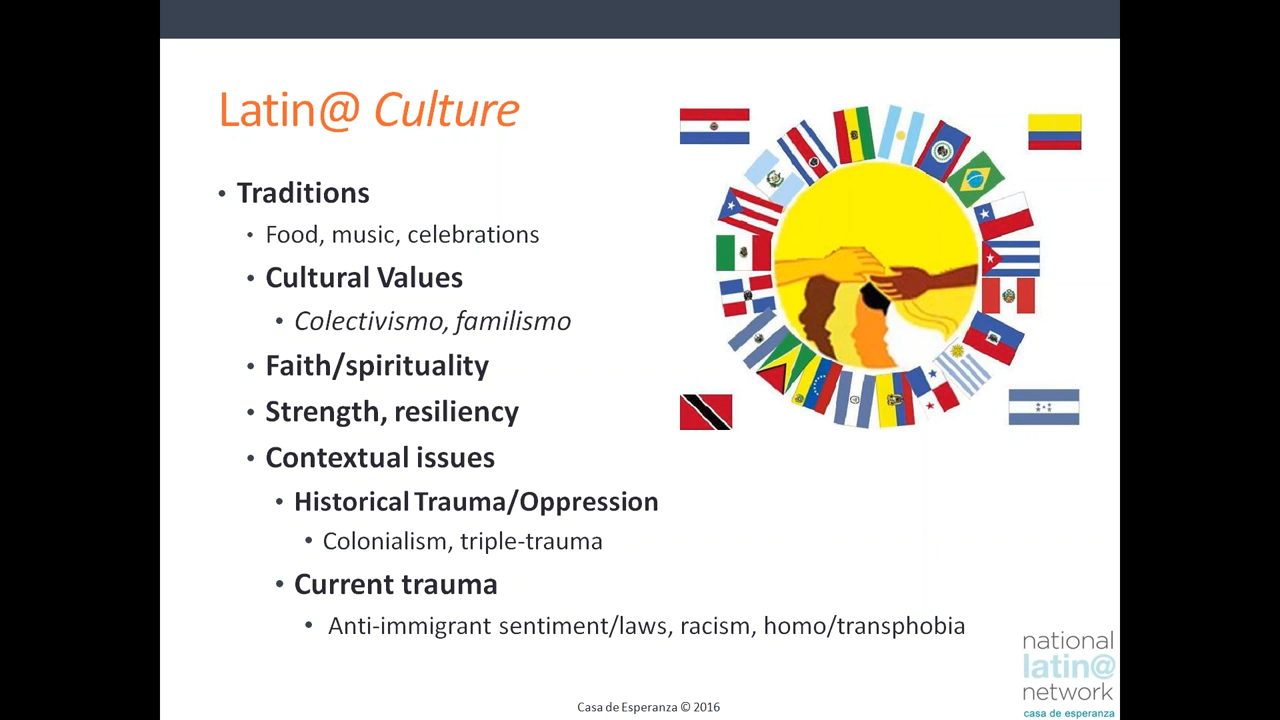 Latin@ Culture
• Traditions
• Food, music, celebrations
• Cultural Values
• Colectivismo, familismo
• Faith/spirituality
• Strength, resiliency
• Contextual issues
• Historical Trauma/Oppression
• Colonialism, triple-trauma
• Current trauma
• Anti-immigrant sentiment/laws, racism, homo/transphobia
national
latin@
network
casa de esperanza
Casa de Esperanza © 2016